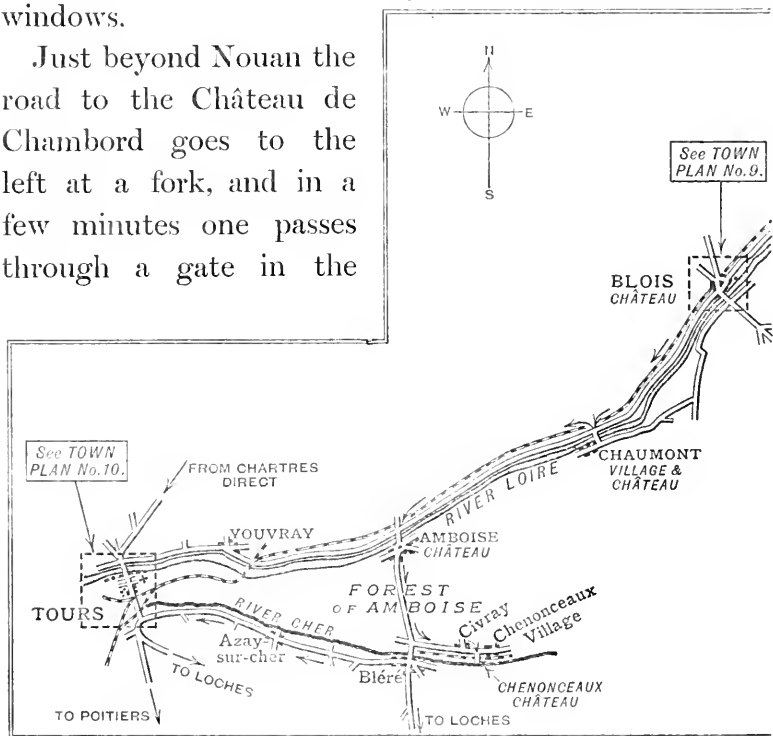 windows.
Just beyond Nouan the
road to the Château de
Chambord goes to the
left at a fork, and in a
few minutes one passes
through a gate in the
N
W
E
S
See TOWN
PLAN No. 9.
BLOIS
CHÂTEAU
CHAUMONT
VILLAGE &
CHÂTEAU
RIVER LOIRE
See TOWN
PLAN No. 10.
FROM CHARTRES
DIRECT
VOUVRAY
AMBOISE
CHÂTEAU
FOREST
OF AMBOISE
TOURS
RIVER CHER
Civray
Chenonceaux
Village
Azay-
sur-cher
Bléré
TO LOCHES
CHENONCEAUX
CHÂTEAU
TO POITIERS
TO LOCHES